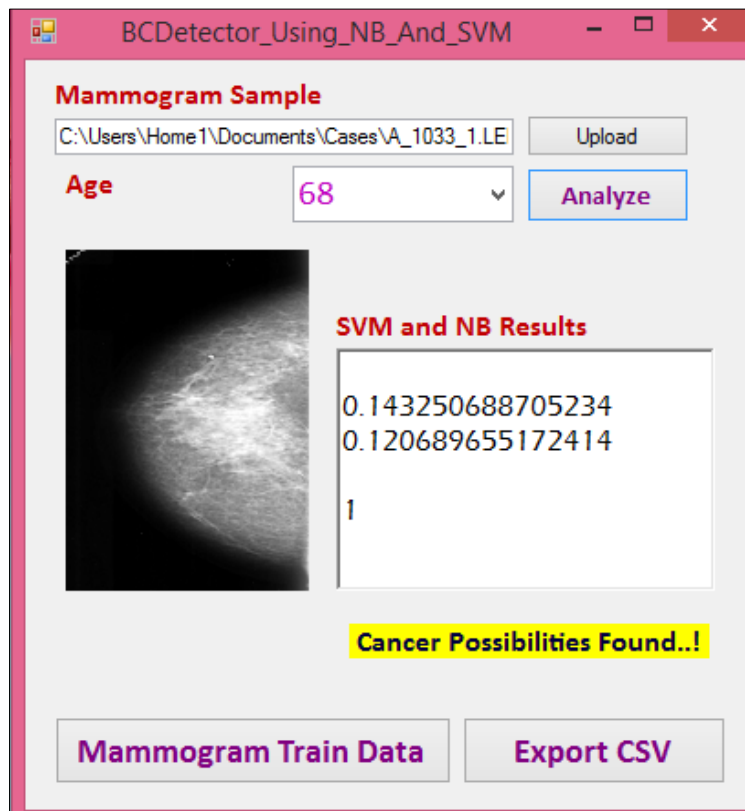 BCDetector_Using_NB_And_SVM
Mammogram Sample
C:\Users\Home1\Documents\Cases\A_1033_1.LE
Upload
Age
68
Analyze
SVM and NB Results
0.143250688705234
0.120689655172414
1
Cancer Possibilities Found..!
Mammogram Train Data
Export CSV